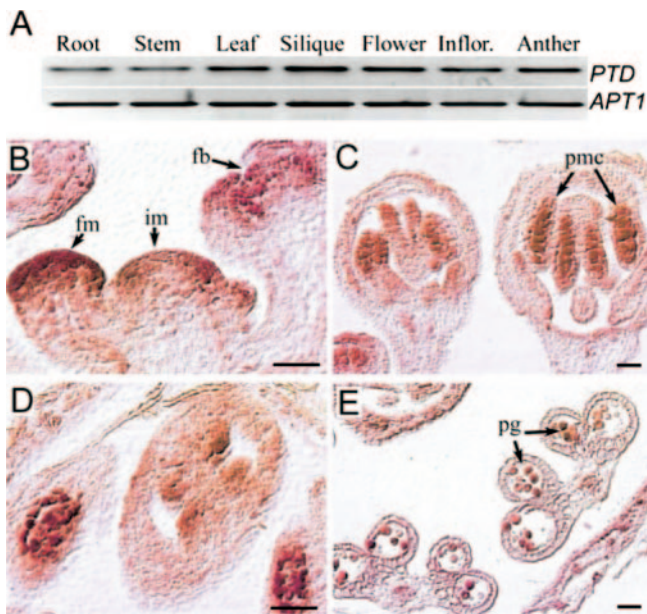 A
Root Stem Leaf Silique Flower Inflor. Anther
PTD
APT1
B
fb
fm
im
C
pmc
D
E
pg